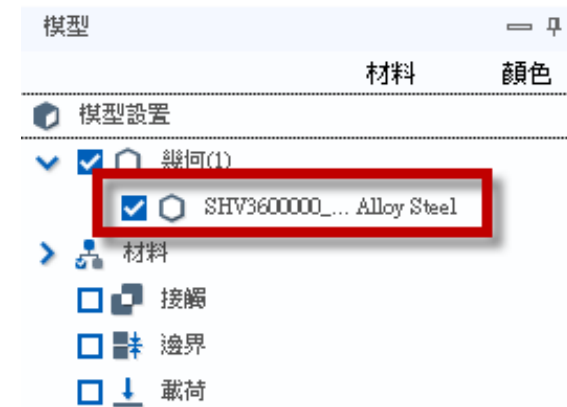 模型
材料 顏色
模型設置
幾何(1)
SHV3600000_... Alloy Steel
材料
接觸
邊界
載荷